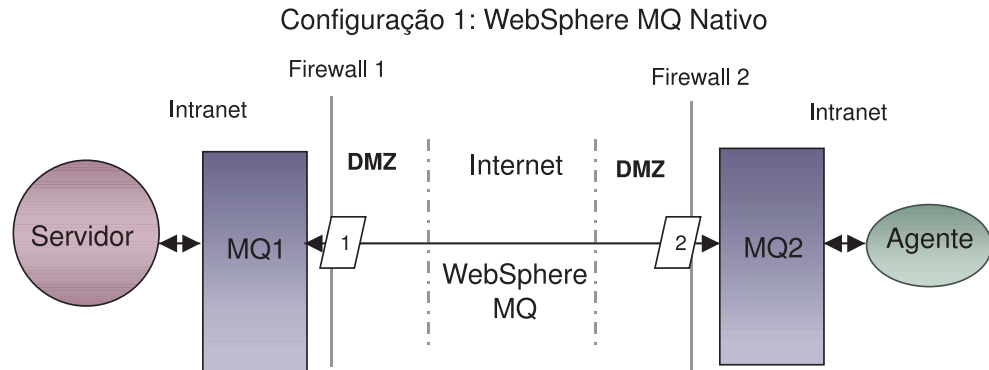 Configuração 1: WebSphere MQ Nativo
Firewall 1
Firewall 2
Intranet
Intranet
DMZ
Internet
DMZ
Servidor
MQ1
1
2
MQ2
Agente
WebSphere
MQ